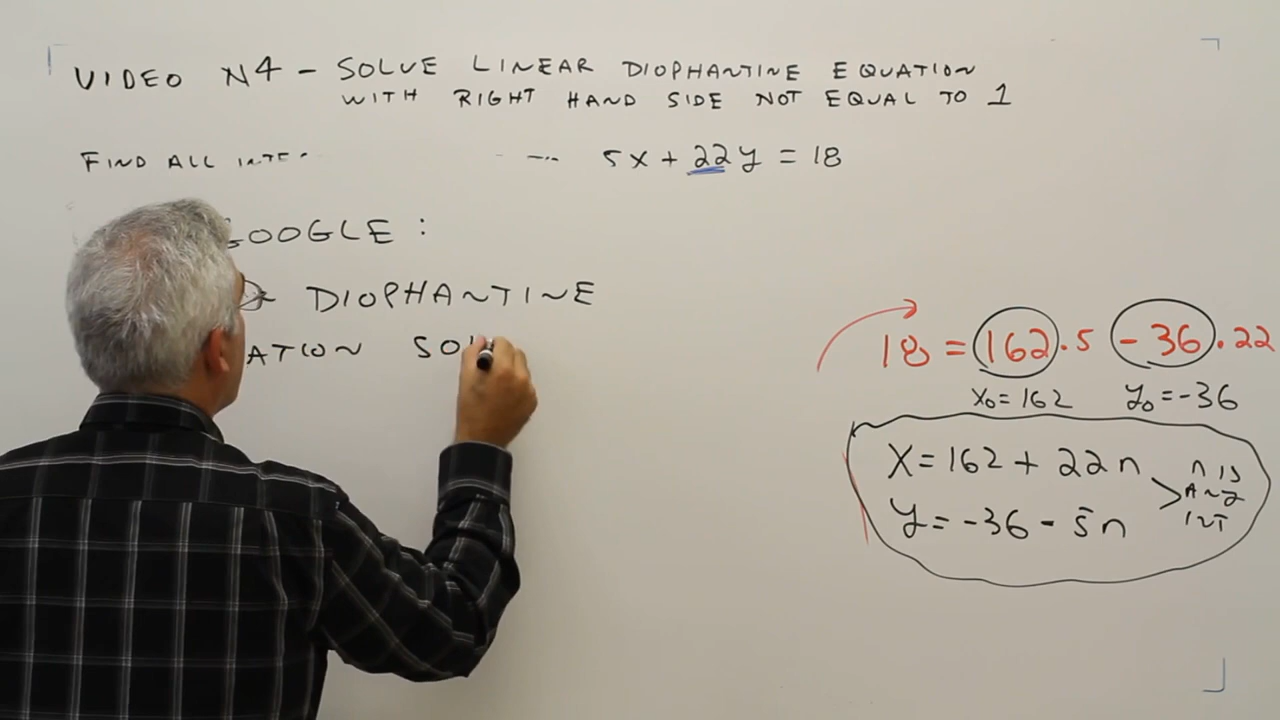 VIDEO N4 - SOLVE LINEAR DIOPHANTINE EQUATION
WITH RIGHT HAND SIDE NOT EQUAL TO 1
FIND ALL 5x + 22y = 18
GOOGLE :
DIOPHANTINE
ATION SOL
18 = 162 . 5 - 36 . 22
x0 = 162 y0 = -36
X = 162 + 22n
y = -36 - 5n
n IS
ANY
INT